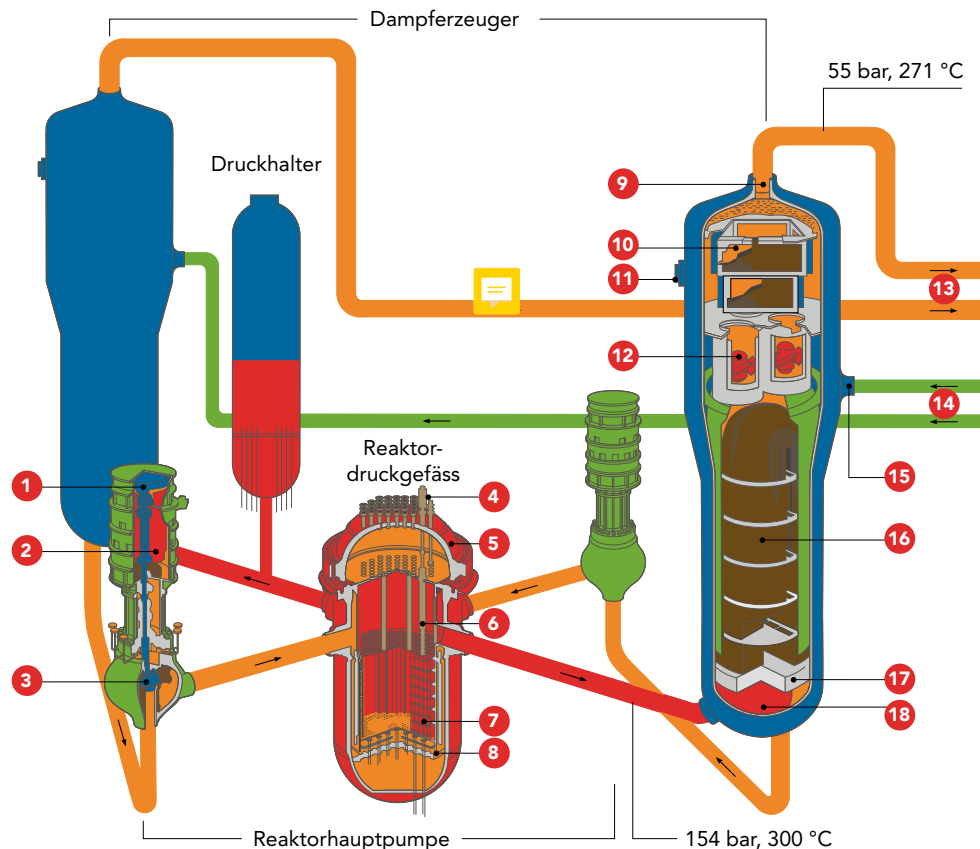 Dampferzeuger
55 bar, 271 °C
Druckhalter
9
10
11
13
12
14
Reaktor-
druckgefäss
15
1
4
2
5
16
6
3
17
7
18
8
Reaktorhauptpumpe
154 bar, 300 °C